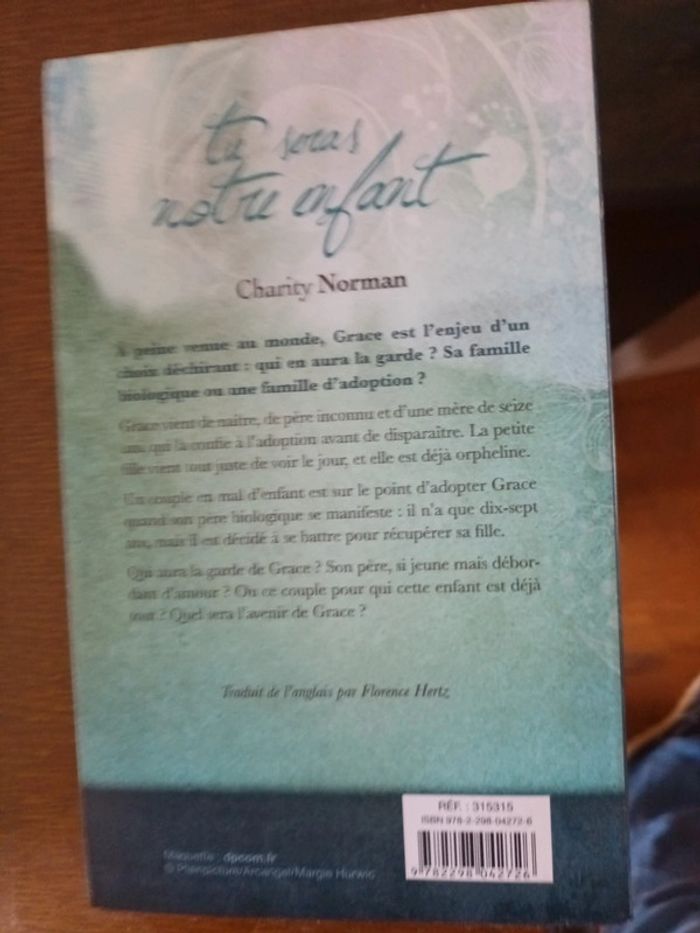 tu seras
notre enfant
Charity Norman
À peine venue au monde, Grace est l'enjeu d'un
choix déchirant : qui en aura la garde ? Sa famille
biologique ou une famille d'adoption ?
Grace vient de naître, de père inconnu et d'une mère de seize
ans, qui la confie à l'adoption avant de disparaître. La petite
fille vient tout juste de voir le jour, et elle est déjà orpheline.
Un couple en mal d'enfant est sur le point d'adopter Grace
quand son père biologique se manifeste : il n'a que dix-sept
ans, mais il est décidé à se battre pour récupérer sa fille.
Qui aura la garde de Grace ? Son père, si jeune mais débor-
dant d'amour ? Ou ce couple pour qui cette enfant est déjà
tout ? Quel sera l'avenir de Grace ?
Traduit de l'anglais par Florence Hertz
RÉF. : 315315
ISBN 978-2-298-04272-6
9 782298 042726
Maquette : dpcom.fr
© Plainpicture/Arcangel/Margie Hurwic